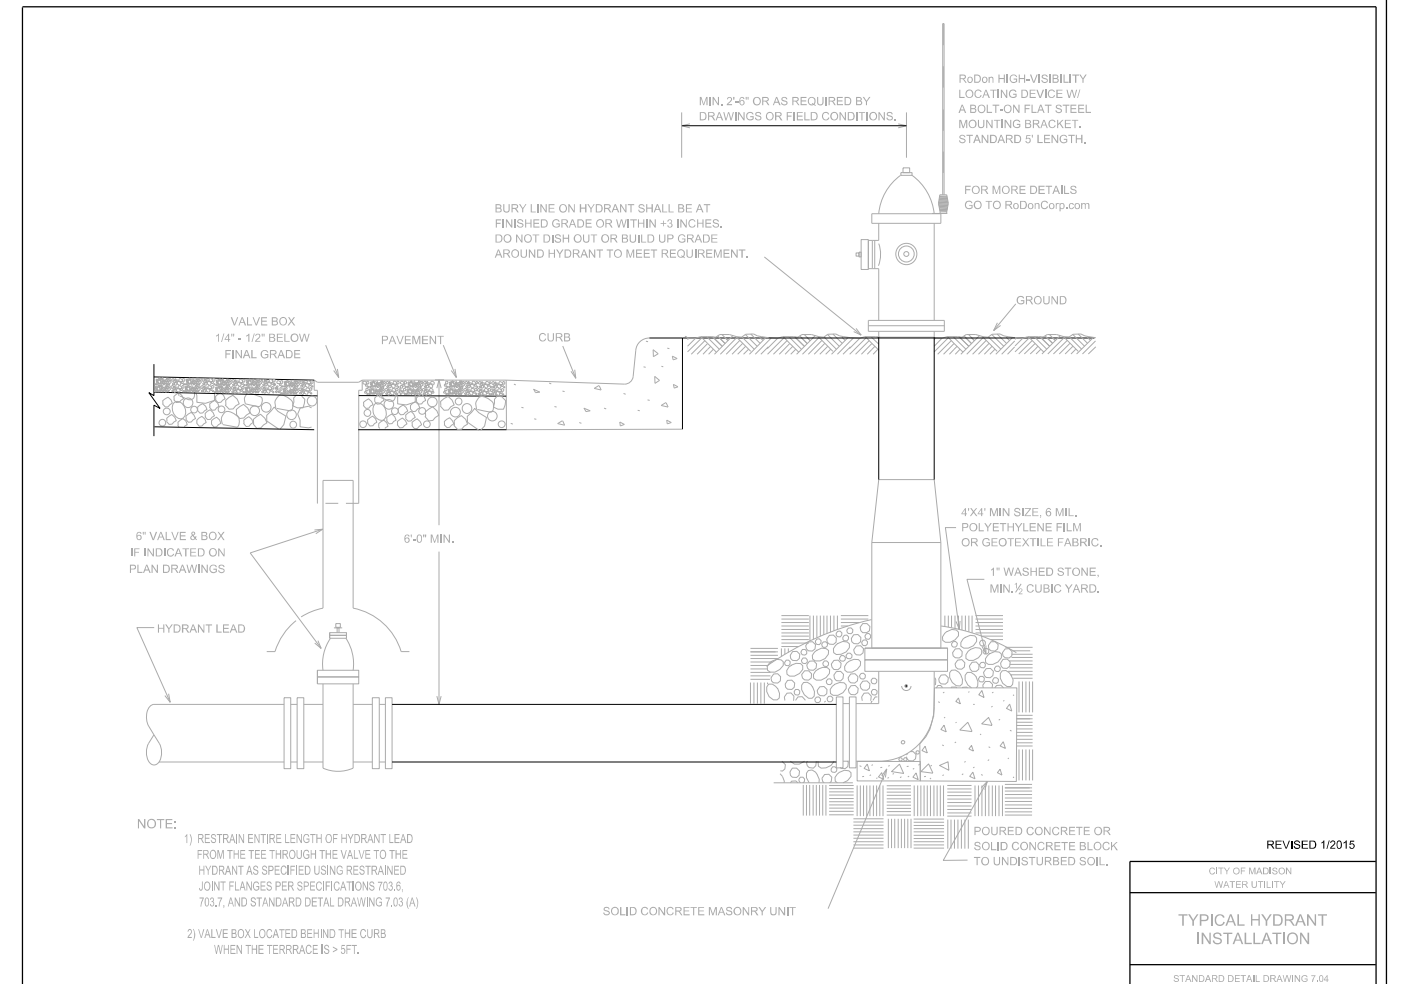 RoDon HIGH-VISIBILITY
LOCATING DEVICE W/
A BOLT-ON FLAT STEEL
MOUNTING BRACKET.
STANDARD 5' LENGTH.
MIN. 2'-6" OR AS REQUIRED BY
DRAWINGS OR FIELD CONDITIONS.
FOR MORE DETAILS
GO TO RoDonCorp.com
BURY LINE ON HYDRANT SHALL BE AT
FINISHED GRADE OR WITHIN +3 INCHES.
DO NOT DISH OUT OR BUILD UP GRADE
AROUND HYDRANT TO MEET REQUIREMENT.
GROUND
VALVE BOX
1/4" - 1/2" BELOW
FINAL GRADE
PAVEMENT
CURB
6" VALVE & BOX
IF INDICATED ON
PLAN DRAWINGS
6'-0" MIN.
4'X4' MIN SIZE, 6 MIL.
POLYETHYLENE FILM
OR GEOTEXTILE FABRIC.
1" WASHED STONE,
MIN. ½ CUBIC YARD.
HYDRANT LEAD
NOTE:
1) RESTRAIN ENTIRE LENGTH OF HYDRANT LEAD
FROM THE TEE THROUGH THE VALVE TO THE
HYDRANT AS SPECIFIED USING RESTRAINED
JOINT FLANGES PER SPECIFICATIONS 703.6,
703.7, AND STANDARD DETAL DRAWING 7.03 (A)
2) VALVE BOX LOCATED BEHIND THE CURB
WHEN THE TERRRACE IS > 5FT.
SOLID CONCRETE MASONRY UNIT
POURED CONCRETE OR
SOLID CONCRETE BLOCK
TO UNDISTURBED SOIL.
REVISED 1/2015
CITY OF MADISON
WATER UTILITY
TYPICAL HYDRANT
INSTALLATION
STANDARD DETAIL DRAWING 7.04